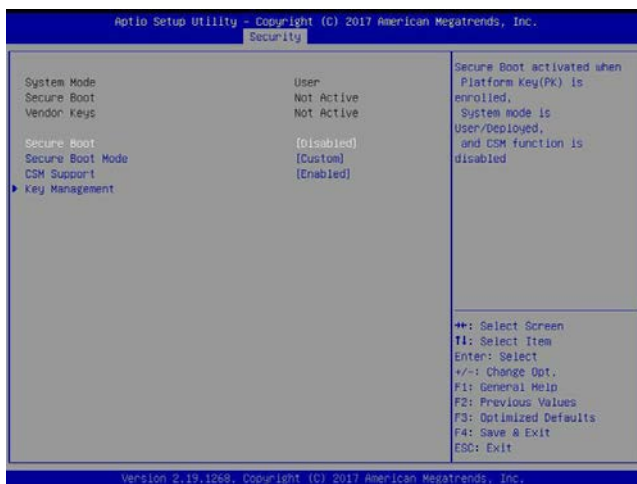 Aptio Setup Utility - Copyright (C) 2017 American Megatrends, Inc.
Security
System Mode User
Secure Boot Not Active
Vendor Keys Not Active
Secure Boot [Disabled]
Secure Boot Mode [Custom]
CSM Support [Enabled]
Key Management
Secure Boot activated when
Platform Key(PK) is
enrolled,
System mode is
User/Deployed,
and CSM function is
disabled
→←: Select Screen
↑↓: Select Item
Enter: Select
+/-: Change Opt.
F1: General Help
F2: Previous Values
F3: Optimized Defaults
F4: Save & Exit
ESC: Exit
Version 2.19.1268. Copyright (C) 2017 American Megatrends, Inc.